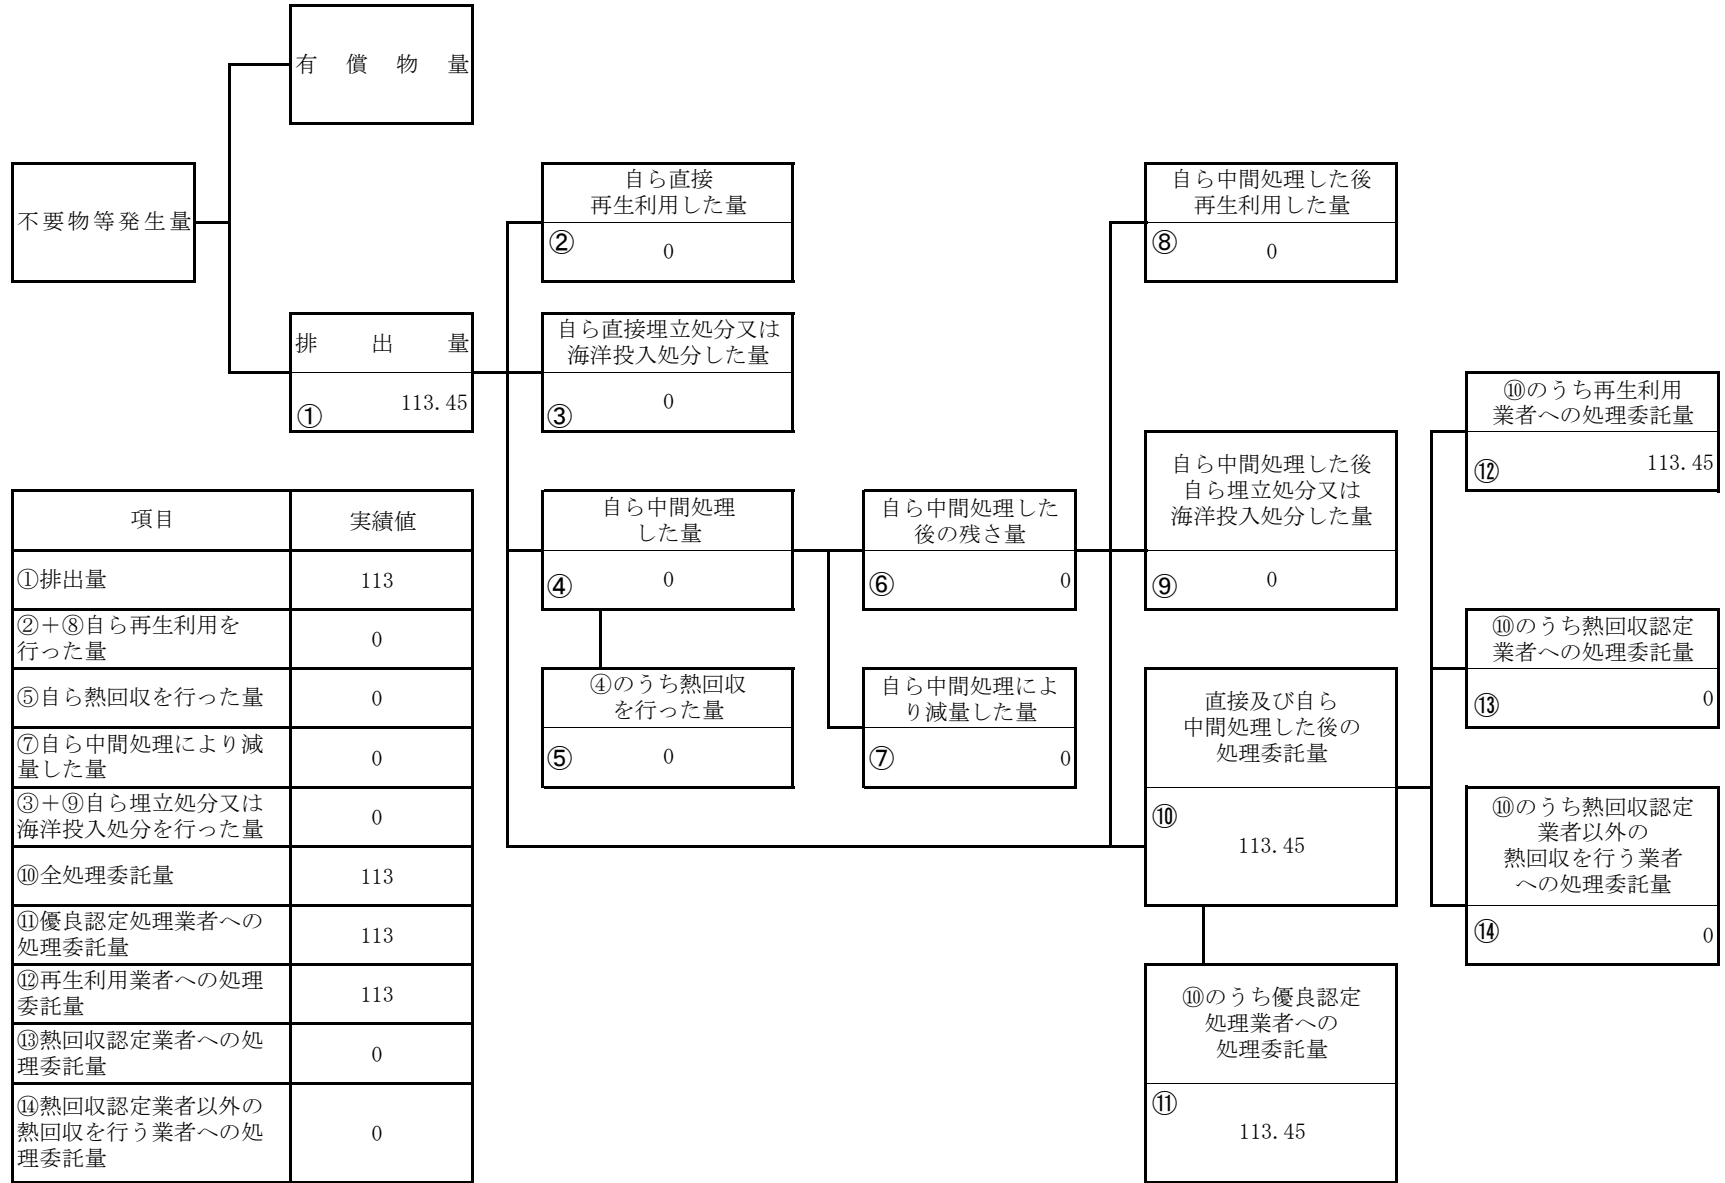 有償物量
不要物等発生量
排出量
① 113.45
自ら直接
再生利用した量
② 0
自ら直接埋立処分又は
海洋投入処分した量
③ 0
自ら中間処理
した量
④ 0
④のうち熱回収
を行った量
⑤ 0
自ら中間処理した
後の残さ量
⑥ 0
自ら中間処理によ
り減量した量
⑦ 0
自ら中間処理した後
再生利用した量
⑧ 0
自ら中間処理した後
自ら埋立処分又は
海洋投入処分した量
⑨ 0
直接及び自ら
中間処理した後の
処理委託量
⑩
113.45
⑩のうち優良認定
処理業者への
処理委託量
⑪
113.45
⑩のうち再生利用
業者への処理委託量
⑫ 113.45
⑩のうち熱回収認定
業者への処理委託量
⑬ 0
⑩のうち熱回収認定
業者以外の
熱回収を行う業者
への処理委託量
⑭ 0
項目 実績値
①排出量 113
②+⑧自ら再生利用を
行った量 0
⑤自ら熱回収を行った量 0
⑦自ら中間処理により減
量した量 0
③+⑨自ら埋立処分又は
海洋投入処分を行った量 0
⑩全処理委託量 113
⑪優良認定処理業者への
処理委託量 113
⑫再生利用業者への処理
委託量 113
⑬熱回収認定業者への処
理委託量 0
⑭熱回収認定業者以外の
熱回収を行う業者への処 0
理委託量